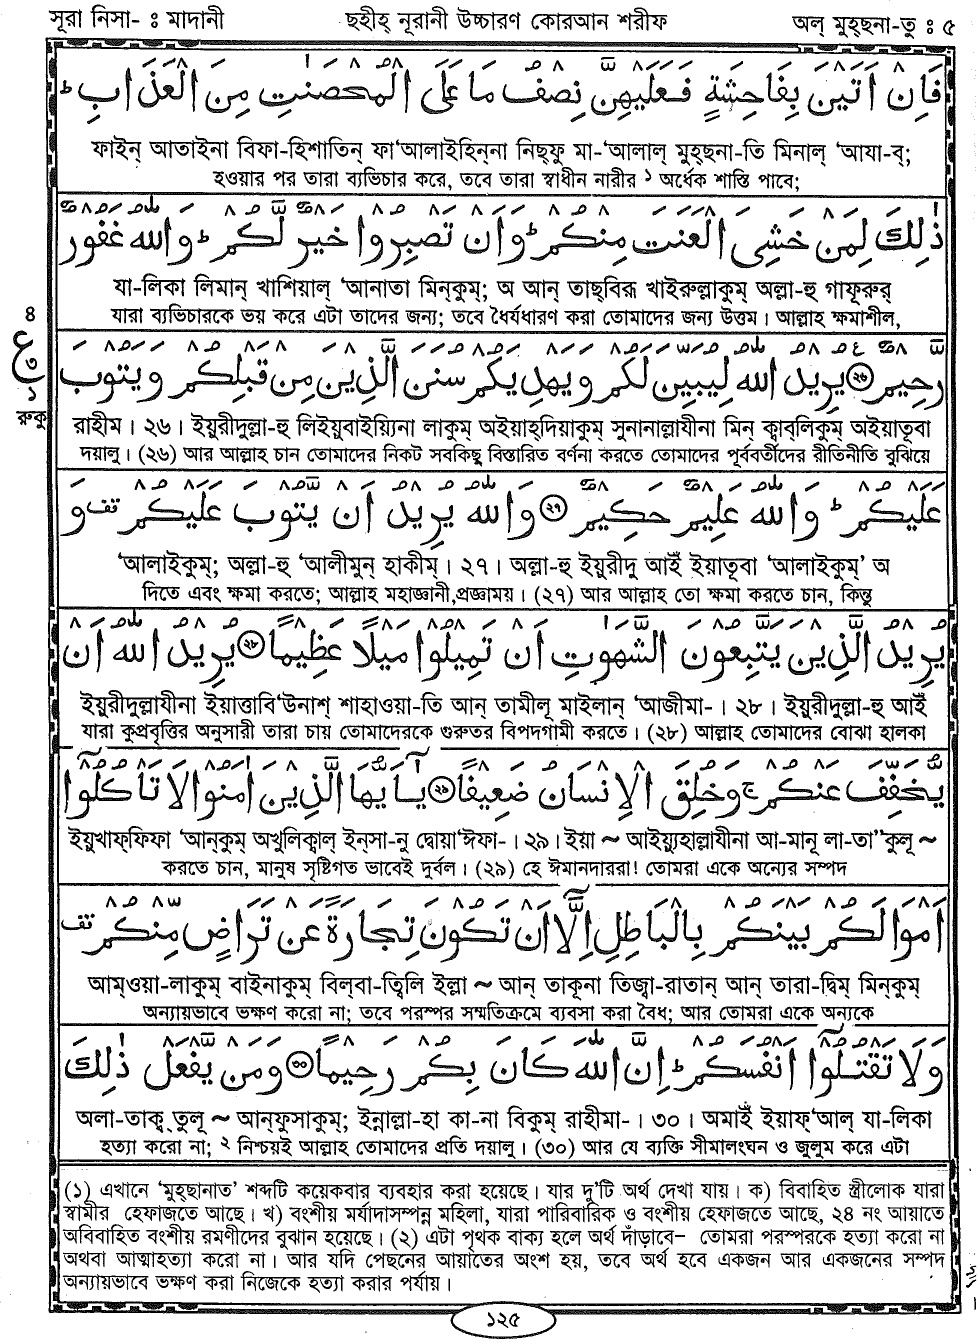 সূরা নিসা- ঃ মাদানী ছহীহ্ নূরানী উচ্চারণ কোরআন শরীফ অল্ মুহ্ছনা-তু ঃ ৫
فَاِنْ اَتَيْنَ بِفَاحِشَةٍ فَعَلَيْهِنَّ نِصْفُ مَا عَلَى الْمُحْصَنٰتِ مِنَ الْعَذَابِ ؕ
ফাইন্ আতাইনা বিফা-হিশাতিন্ ফা‘আলাইহিন্না নিছ্ফু মা-‘আলাল্ মুহ্ছনা-তি মিনাল্ ‘আযা-ব্;
হওয়ার পর তারা ব্যভিচার করে, তবে তারা স্বাধীন নারীর ১ অর্ধেক শাস্তি পাবে;
ذٰلِكَ لِمَنْ خَشِىَ الْعَنَتَ مِنْكُمْ ؕ وَاَنْ تَصْبِرُوْا خَيْرٌ لَّكُمْ ؕ وَاللّٰهُ غَفُوْرٌ
যা-লিকা লিমান্ খাশিয়াল্ ‘আনাতা মিন্কুম্; অ আন্ তাছ্বিরূ খাইরুল্লাকুম্ অল্লা-হু গাফূরুর্
যারা ব্যভিচারকে ভয় করে এটা তাদের জন্য; তবে ধৈর্যধারণ করা তোমাদের জন্য উত্তম। আল্লাহ ক্ষমাশীল,
৪
ع
১
রুকু
رَّحِيْمٌ ﴿٢٦﴾ يُرِيْدُ اللّٰهُ لِيُبَيِّنَ لَكُمْ وَيَهْدِيَكُمْ سُنَنَ الَّذِيْنَ مِنْ قَبْلِكُمْ وَيَتُوْبَ
রাহীম। ২৬। ইয়ুরীদুল্লা-হু লিইয়ুবাইয়্যিনা লাকুম্ অইয়াহ্দিয়াকুম্ সুনানাল্লাযীনা মিন্ ক্বাব্লিকুম্ অইয়াতূবা
দয়ালু। (২৬) আর আল্লাহ চান তোমাদের নিকট সবকিছু বিস্তারিত বর্ণনা করতে তোমাদের পূর্ববর্তীদের রীতিনীতি বুঝিয়ে
عَلَيْكُمْ ؕ وَاللّٰهُ عَلِيْمٌ حَكِيْمٌ ﴿٢٧﴾ وَاللّٰهُ يُرِيْدُ اَنْ يَّتُوْبَ عَلَيْكُمْ قف وَ
‘আলাইকুম্; অল্লা-হু ‘আলীমুন্ হাকীম্। ২৭। অল্লা-হু ইয়ুরীদু আইঁ ইয়াতূবা ‘আলাইকুম্’ অ
দিতে এবং ক্ষমা করতে; আল্লাহ মহাজ্ঞানী,প্রজ্ঞাময়। (২৭) আর আল্লাহ তো ক্ষমা করতে চান, কিন্তু
يُرِيْدُ الَّذِيْنَ يَتَّبِعُوْنَ الشَّهَوٰتِ اَنْ تَمِيْلُوْا مَيْلًا عَظِيْمًا ﴿٢٨﴾ يُرِيْدُ اللّٰهُ اَنْ
ইয়ুরীদুল্লাযীনা ইয়াত্তাবি‘ঊনাশ্ শাহাওয়া-তি আন্ তামীলূ মাইলান্ ‘আজীমা-। ২৮। ইয়ুরীদুল্লা-হু আইঁ
যারা কুপ্রবৃত্তির অনুসারী তারা চায় তোমাদেরকে গুরুতর বিপদগামী করতে। (২৮) আল্লাহ তোমাদের বোঝা হালকা
يُّخَفِّفَ عَنْكُمْ ج وَخُلِقَ الْاِنْسَانُ ضَعِيْفًا ﴿٢٩﴾ يٰۤاَيُّهَا الَّذِيْنَ اٰمَنُوْا لَا تَاْكُلُوْۤا
ইয়ুখাফ্ফিফা ‘আন্কুম্ অখুলিক্বাল্ ইন্সা-নু দ্বোয়া‘ঈফা-। ২৯। ইয়া ~ আইয়্যুহাল্লাযীনা আ-মানূ লা-তা”কুলূ ~
করতে চান, মানুষ সৃষ্টিগত ভাবেই দুর্বল। (২৯) হে ঈমানদাররা! তোমরা একে অন্যের সম্পদ
اَمْوَالَكُمْ بَيْنَكُمْ بِالْبَاطِلِ اِلَّاۤ اَنْ تَكُوْنَ تِجَارَةً عَنْ تَرَاضٍ مِّنْكُمْ قف
আম্ওয়া-লাকুম্ বাইনাকুম্ বিল্বা-ত্বিলি ইল্লা ~ আন্ তাকূনা তিজ্বা-রাতান্ আন্ তারা-দ্বিম্ মিন্কুম্
অন্যায়ভাবে ভক্ষণ করো না; তবে পরস্পর সম্মতিক্রমে ব্যবসা করা বৈধ; আর তোমরা একে অন্যকে
وَلَا تَقْتُلُوْۤا اَنْفُسَكُمْ ؕ اِنَّ اللّٰهَ كَانَ بِكُمْ رَحِيْمًا ﴿٣٠﴾ وَمَنْ يَّفْعَلْ ذٰلِكَ
অলা-তাক্ব্তুলূ ~ আন্ফুসাকুম্; ইন্নাল্লা-হা কা-না বিকুম্ রাহীমা-। ৩০। অমাইঁ ইয়াফ্‘আল্ যা-লিকা
হত্যা করো না; ২ নিশ্চয়ই আল্লাহ তোমাদের প্রতি দয়ালু। (৩০) আর যে ব্যক্তি সীমালংঘন ও জুলুম করে এটা
(১) এখানে ‘মুহ্ছানাত’ শব্দটি কয়েকবার ব্যবহার করা হয়েছে। যার দু’টি অর্থ দেখা যায়। ক) বিবাহিত স্ত্রীলোক যারা
স্বামীর হেফাজতে আছে। খ) বংশীয় মর্যাদাসম্পন্ন মহিলা, যারা পারিবারিক ও বংশীয় হেফাজতে আছে, ২৪ নং আয়াতে
অবিবাহিত বংশীয় রমণীদের বুঝান হয়েছে। (২) এটা পৃথক বাক্য হলে অর্থ দাঁড়াবে– তোমরা পরস্পরকে হত্যা করো না
অথবা আত্মাহত্যা করো না। আর যদি পেছনের আয়াতের অংশ হয়, তবে অর্থ হবে একজন আর একজনের সম্পদ
অন্যায়ভাবে ভক্ষণ করা নিজেকে হত্যা করার পর্যায়।
১২৫